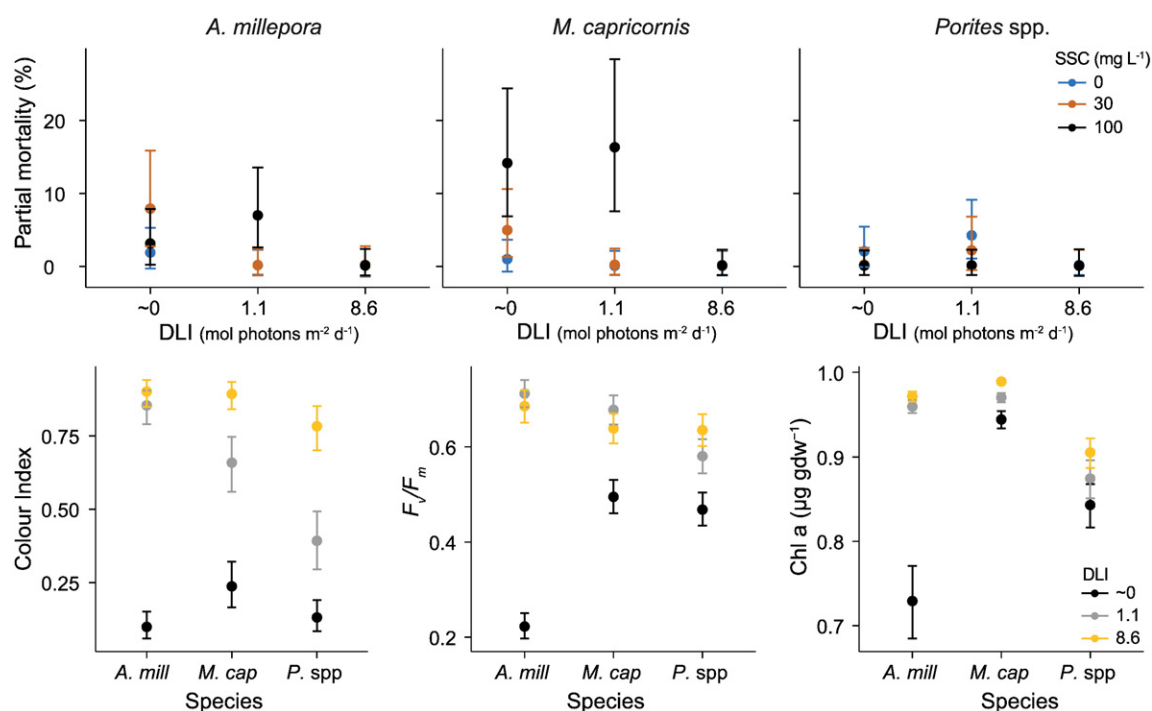 A. millepora
M. capricornis
Porites spp.
Partial mortality (%)
20
10
0
SSC (mg L⁻¹)
0
30
100
~0 1.1 8.6
~0 1.1 8.6
~0 1.1 8.6
DLI (mol photons m⁻² d⁻¹)
DLI (mol photons m⁻² d⁻¹)
DLI (mol photons m⁻² d⁻¹)
Colour Index
0.75
0.50
0.25
A. mill M. cap P. spp
Species
Fv/Fm
0.6
0.4
0.2
A. mill M. cap P. spp
Species
Chl a (µg gdw⁻¹)
1.0
0.9
0.8
0.7
DLI
~0
1.1
8.6
A. mill M. cap P. spp
Species